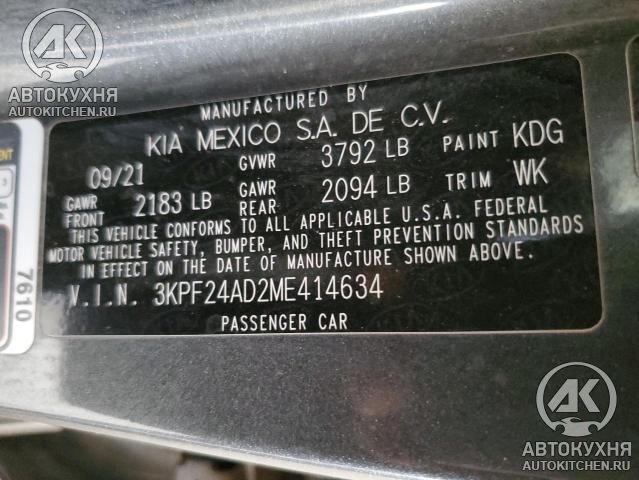 АВТОКУХНЯ
AUTOKITCHEN.RU
MANUFACTURED BY
KIA MEXICO S.A. DE C.V.
09/21 GVWR 3792 LB PAINT KDG
GAWR FRONT 2183 LB GAWR REAR 2094 LB TRIM WK
THIS VEHICLE CONFORMS TO ALL APPLICABLE U.S.A. FEDERAL
MOTOR VEHICLE SAFETY, BUMPER, AND THEFT PREVENTION STANDARDS
IN EFFECT ON THE DATE OF MANUFACTURE SHOWN ABOVE.
V.I.N. 3KPF24AD2ME414634
PASSENGER CAR
7610
АВТОКУХНЯ
AUTOKITCHEN.RU